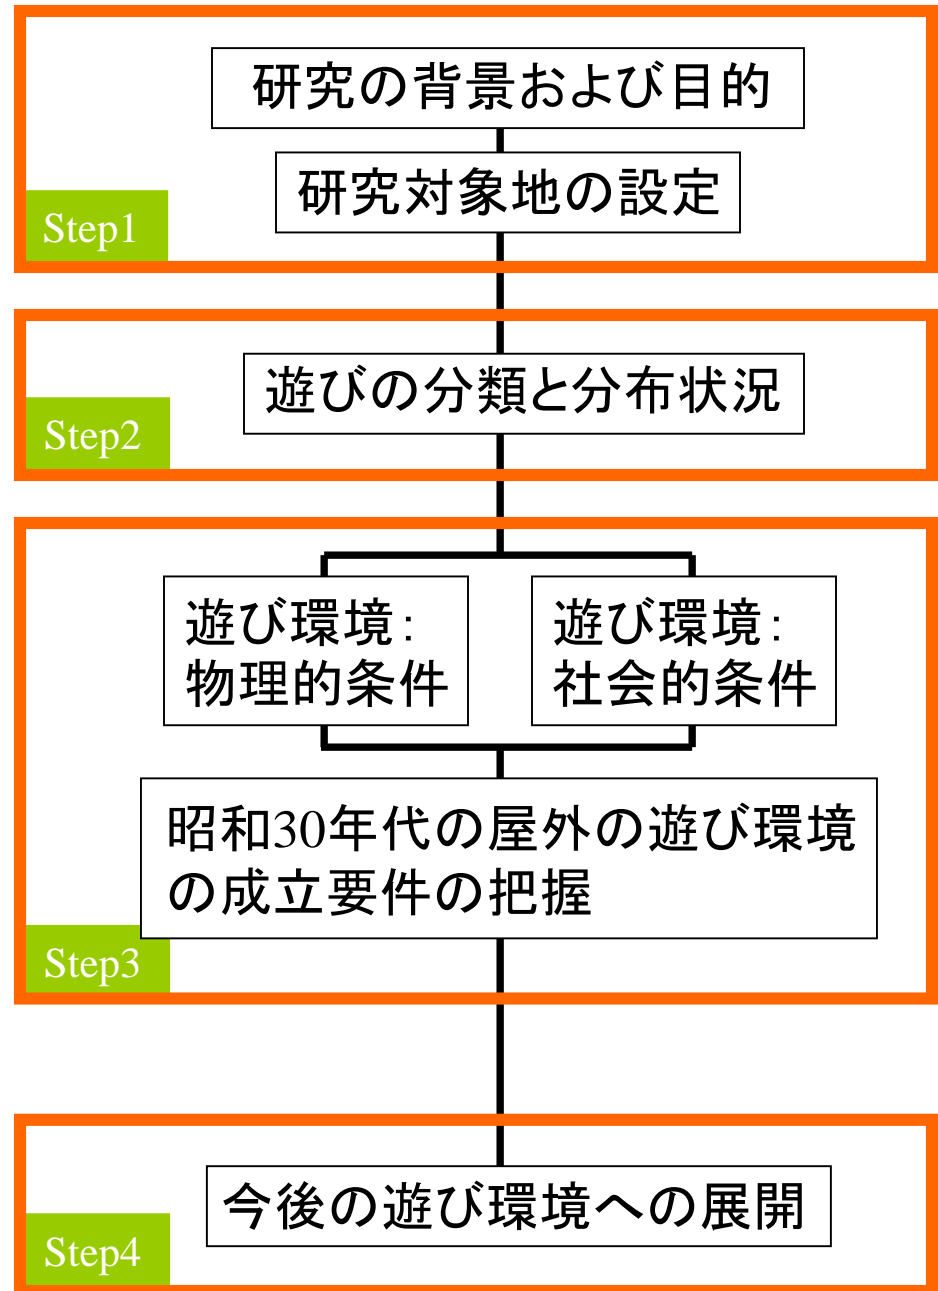 研究の背景および目的
研究対象地の設定
Step1
遊びの分類と分布状況
Step2
遊び環境：
物理的条件
遊び環境：
社会的条件
昭和30年代の屋外の遊び環境
の成立要件の把握
Step3
今後の遊び環境への展開
Step4